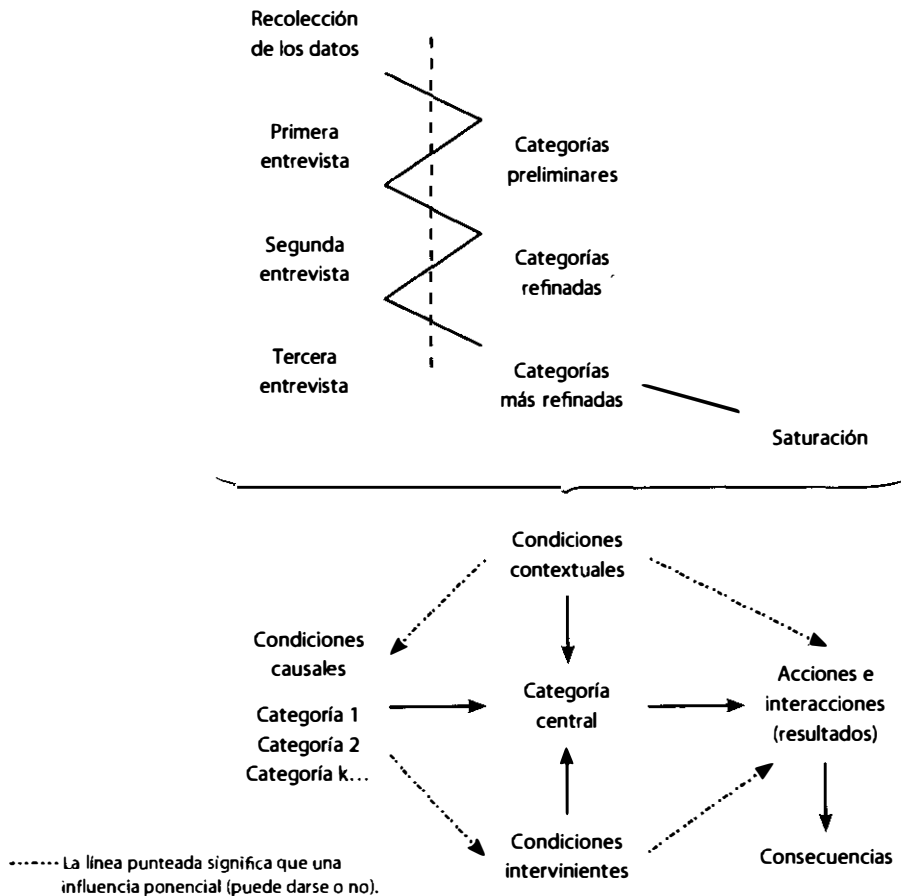 Recolección
de los datos
Primera
entrevista
Categorías
preliminares
Segunda
entrevista
Categorías
refinadas
Tercera
entrevista
Categorías
más refinadas
Saturación
Condiciones
contextuales
Condiciones
causales
Categoría 1
Categoría 2
Categoría k...
Categoría
central
Acciones e
interacciones
(resultados)
Condiciones
intervinientes
Consecuencias
La línea punteada significa que una
influencia ponencial (puede darse o no).